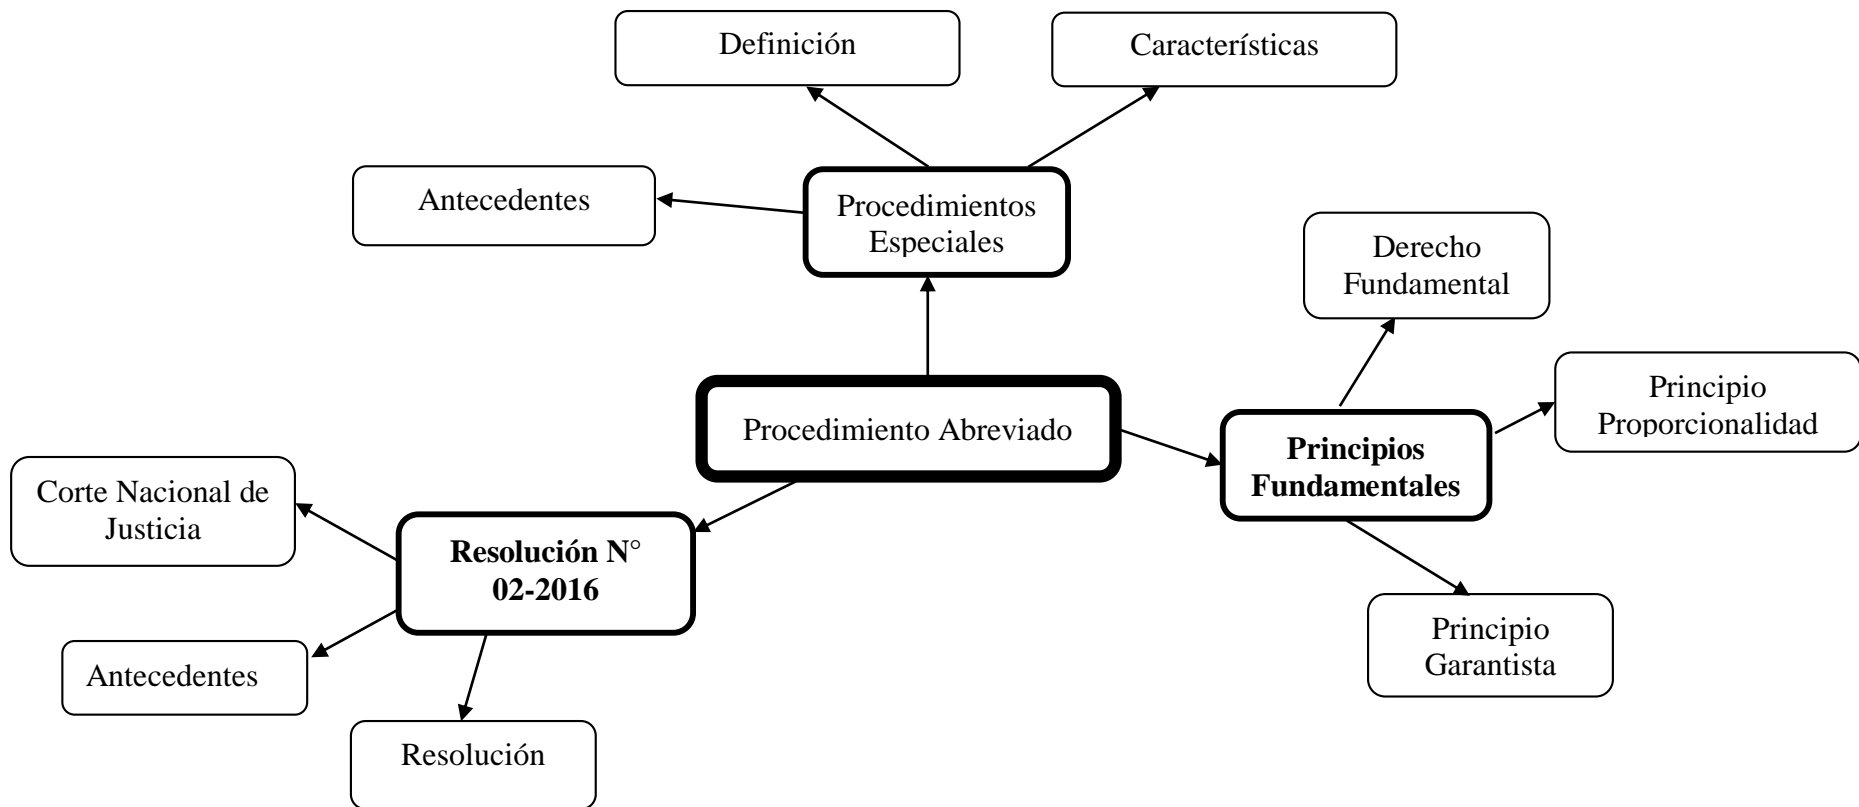 Definición
Características
Antecedentes
Procedimientos
Especiales
Derecho
Fundamental
Principio
Proporcionalidad
Procedimiento Abreviado
Principios
Fundamentales
Corte Nacional de
Justicia
Resolución N°
02-2016
Principio
Garantista
Antecedentes
Resolución